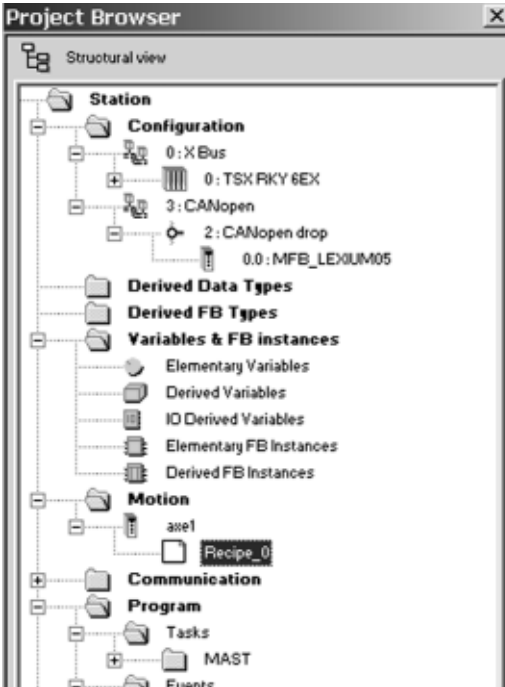 Project Browser
Structural view
Station
Configuration
0 : X Bus
0 : TSX RKY 6EX
3 : CANopen
2 : CANopen drop
0.0 : MFB_LEXIUM05
Derived Data Types
Derived FB Types
Variables & FB instances
Elementary Variables
Derived Variables
IO Derived Variables
Elementary FB Instances
Derived FB Instances
Motion
axe1
Recipe_0
Communication
Program
Tasks
MAST
Events